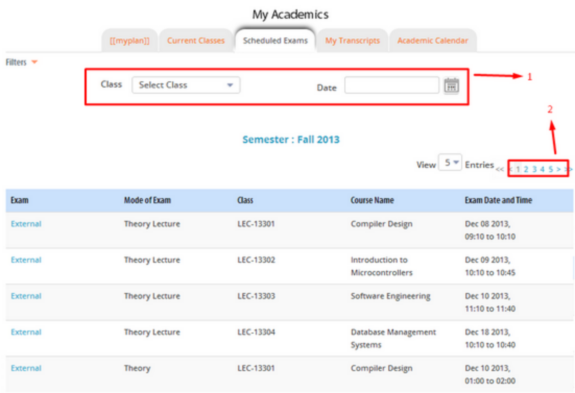 My Academics
[[myplan]] Current Classes Scheduled Exams My Transcripts Academic Calendar
Filters
Class Select Class Date 1
2
Semester : Fall 2013
View 5 Entries << < 1 2 3 4 5 > >>
Exam Mode of Exam Class Course Name Exam Date and Time
External Theory Lecture LEC-13301 Compiler Design Dec 08 2013,
09:10 to 10:10
External Theory Lecture LEC-13302 Introduction to Dec 09 2013,
Microcontrollers 10:10 to 10:45
External Theory Lecture LEC-13303 Software Engineering Dec 10 2013,
11:10 to 11:40
External Theory Lecture LEC-13304 Database Management Dec 18 2013,
Systems 10:10 to 10:40
External Theory LEC-13301 Compiler Design Dec 10 2013,
01:00 to 02:00